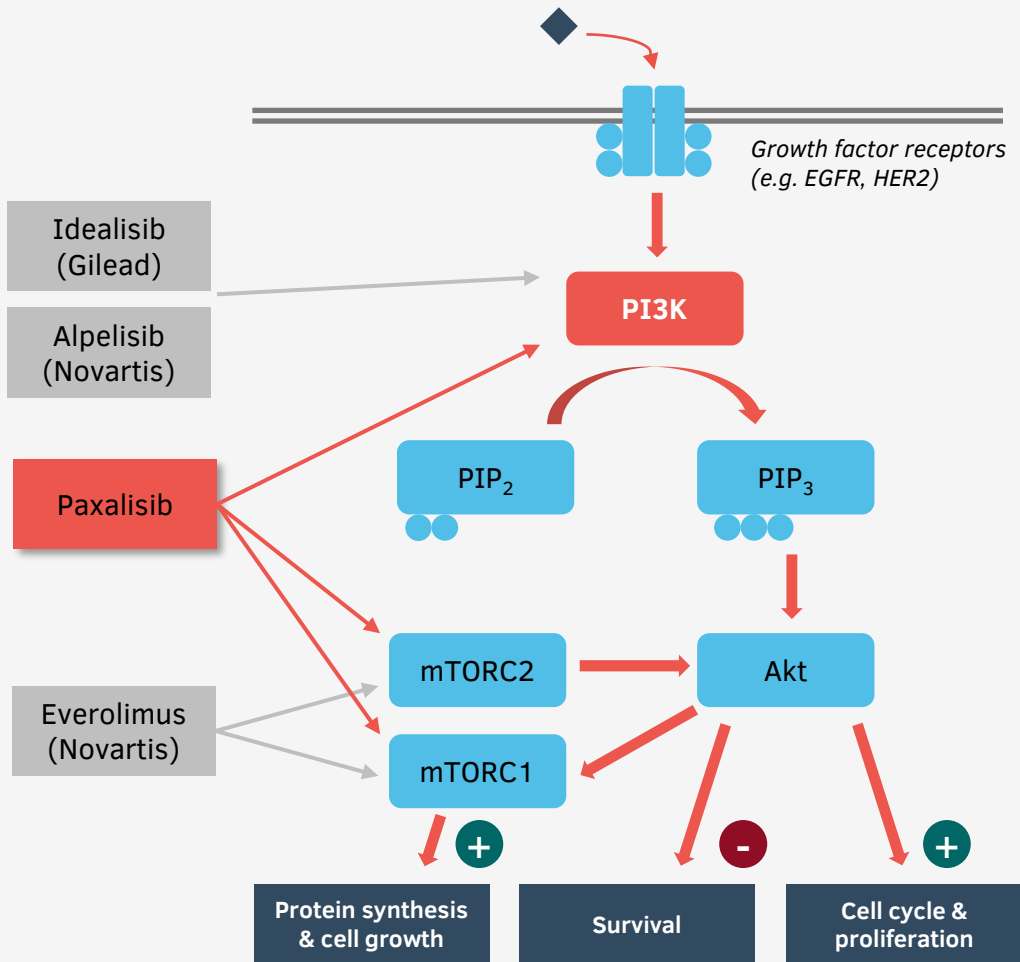 Growth factor receptors
(e.g. EGFR, HER2)
Idealisib
(Gilead)
PI3K
Alpelisib
(Novartis)
PIP₂
PIP₃
Paxalisib
mTORC2
Akt
Everolimus
(Novartis)
mTORC1
+
-
+
Protein synthesis
& cell growth
Survival
Cell cycle &
proliferation